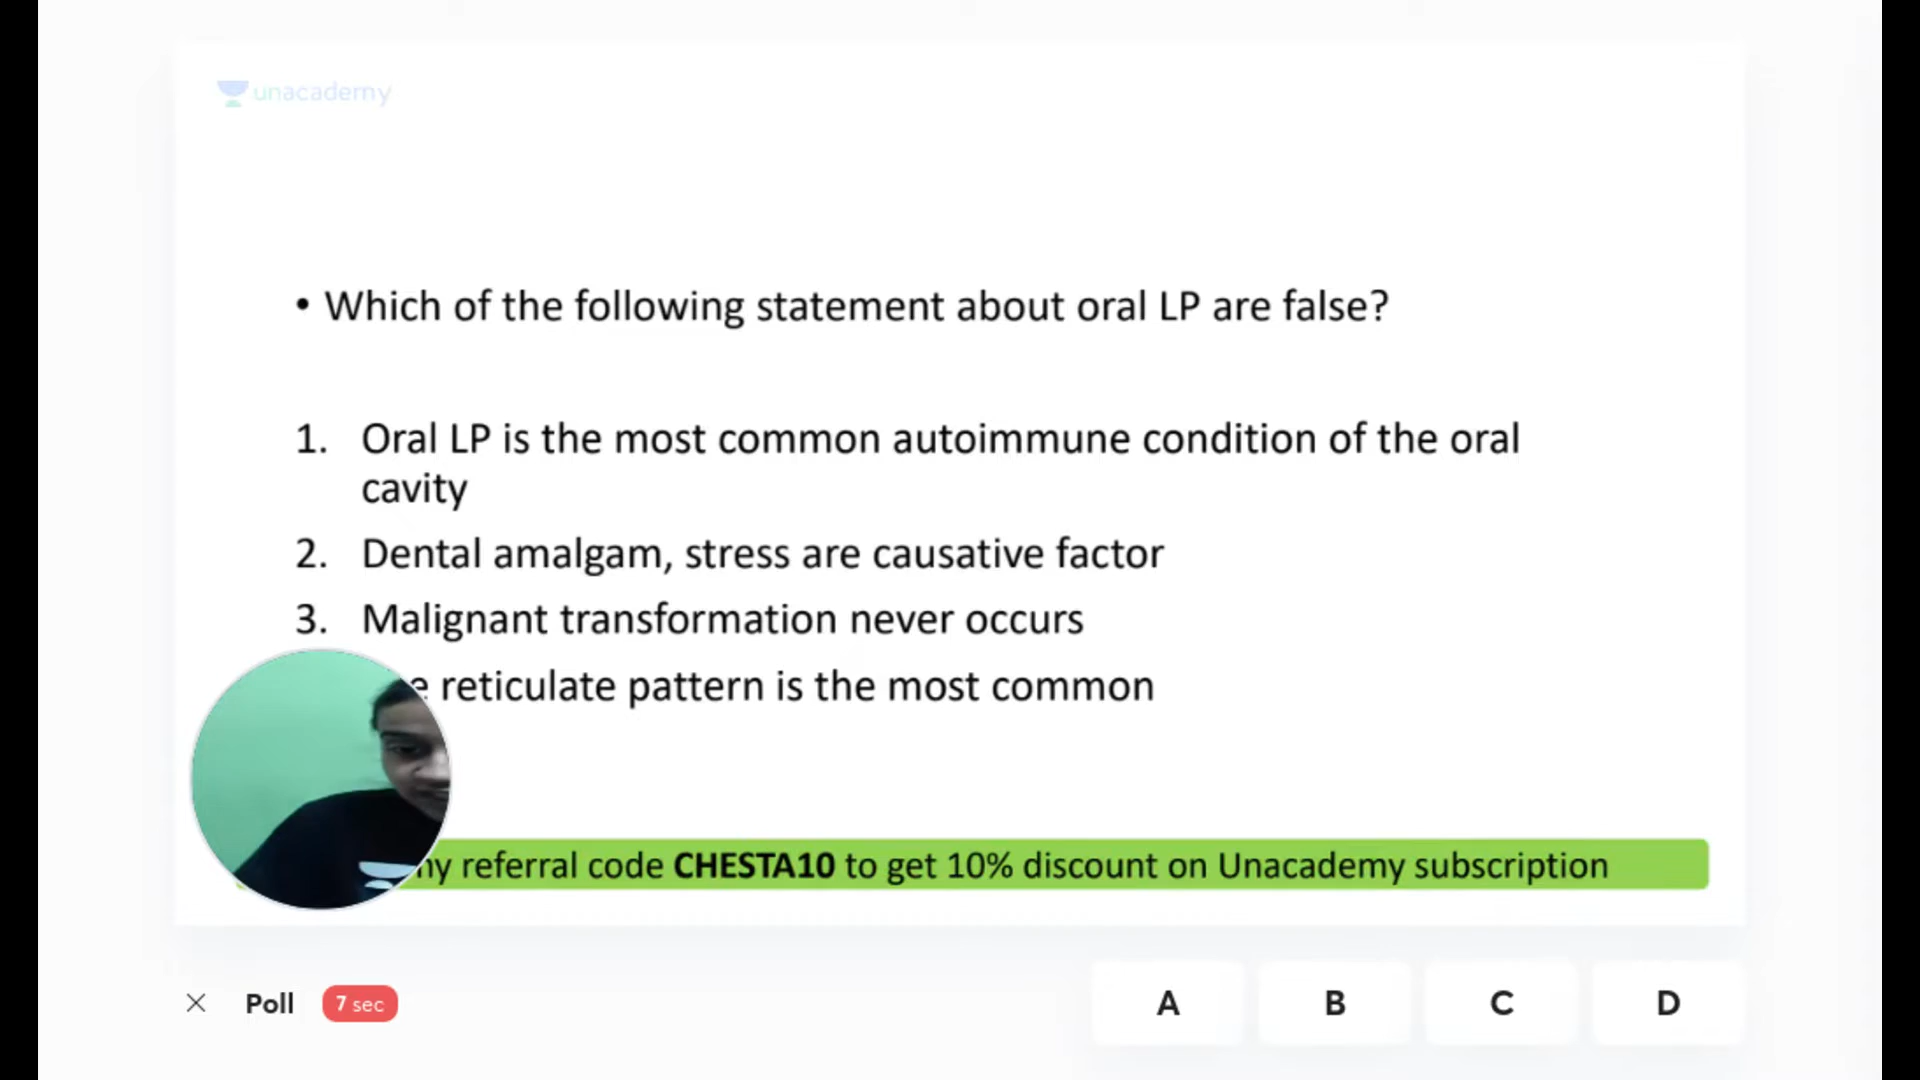 unacademy
• Which of the following statement about oral LP are false?
1. Oral LP is the most common autoimmune condition of the oral
cavity
2. Dental amalgam, stress are causative factor
3. Malignant transformation never occurs
reticulate pattern is the most common
referral code CHESTA10 to get 10% discount on Unacademy subscription
× Poll 7 sec A B C D